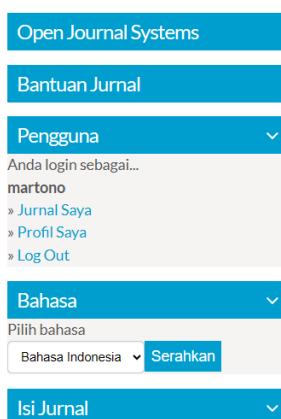 Open Journal Systems
Bantuan Jurnal
Pengguna
Anda login sebagai...
martono
» Jurnal Saya
» Profil Saya
» Log Out
Bahasa
Pilih bahasa
Bahasa Indonesia Serahkan
Isi Jurnal